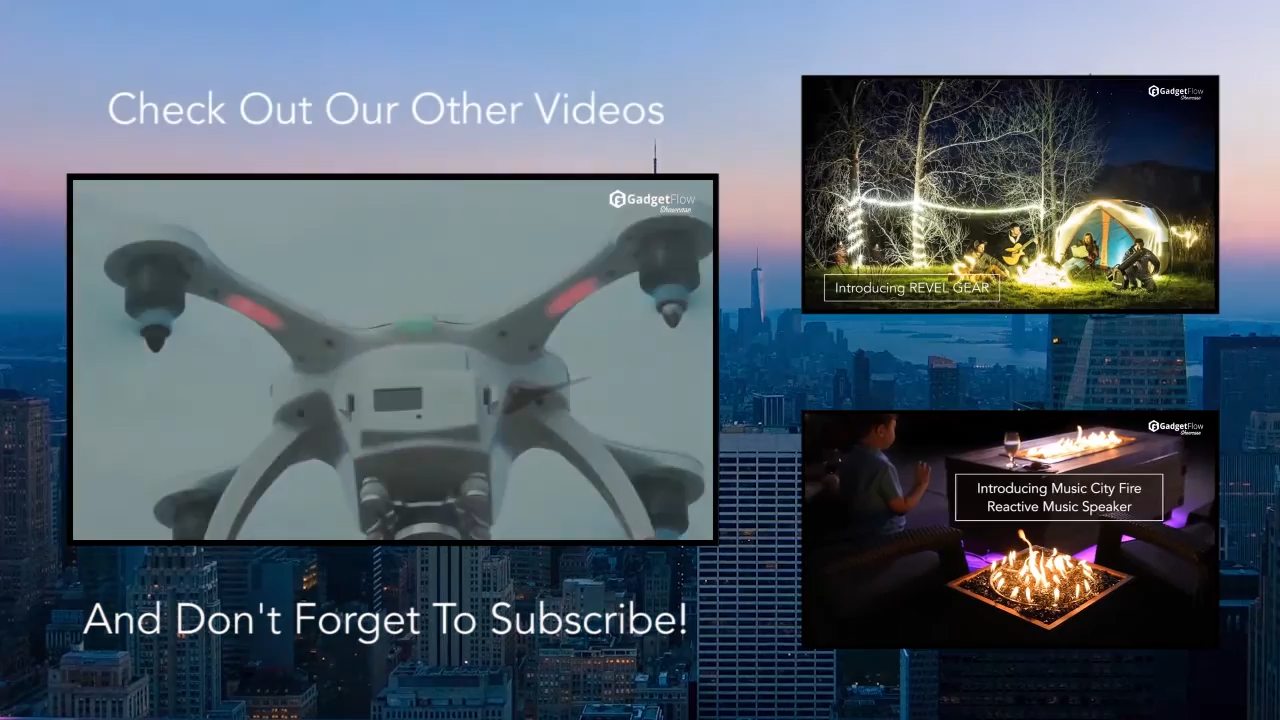 Check Out Our Other Videos
GadgetFlow
Showcase
And Don't Forget To Subscribe!
GadgetFlow
Showcase
Introducing REVEL GEAR
GadgetFlow
Showcase
Introducing Music City Fire
Reactive Music Speaker